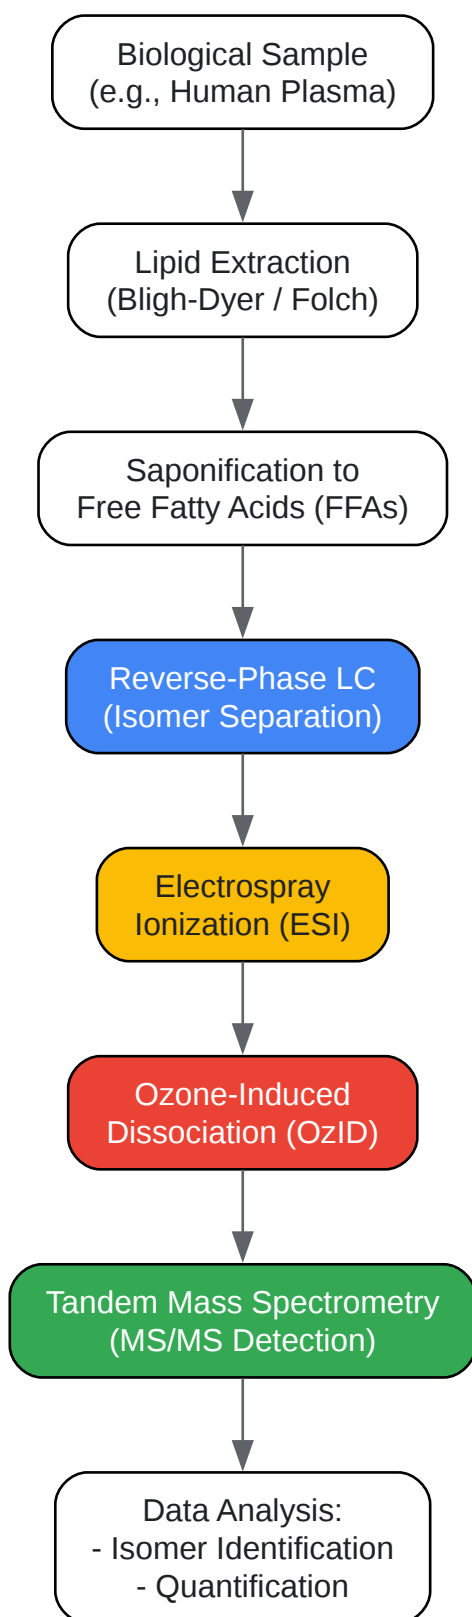 Biological Sample
(e.g., Human Plasma)
Lipid Extraction
(Bligh-Dyer / Folch)
Saponification to
Free Fatty Acids (FFAs)
Reverse-Phase LC
(Isomer Separation)
Electrospray
Ionization (ESI)
Ozone-Induced
Dissociation (OzID)
Tandem Mass Spectrometry
(MS/MS Detection)
Data Analysis:
- Isomer Identification
- Quantification